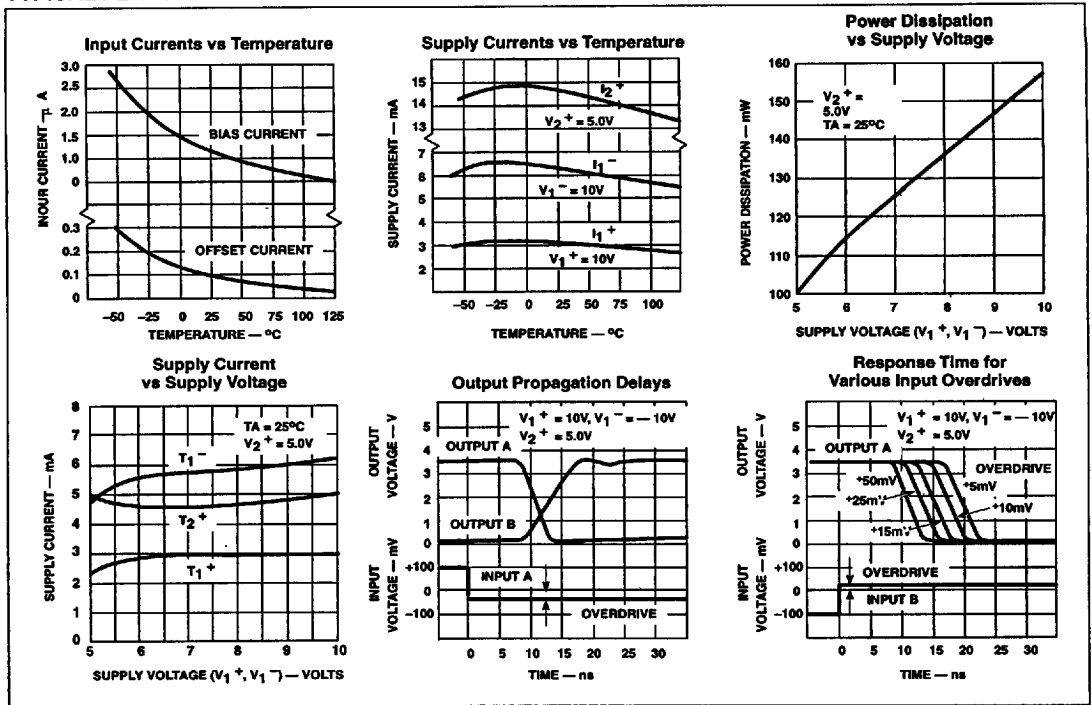 Input Currents vs Temperature
INOUR CURRENT — μ A
3.0
2.5
2.0
1.5
1.0
0
0.3
0.2
0.1
0
BIAS CURRENT
OFFSET CURRENT
–50 –25 0 25 50 75 100 125
TEMPERATURE — °C
Supply Currents vs Temperature
SUPPLY CURRENT — mA
15
14
13
7
6
5
4
3
2
I2+
V2+ = 5.0V
I1–
V1– = 10V
I1+
V1+ = 10V
–50 –25 0 25 50 75 100
TEMPERATURE — °C
Power Dissipation
vs Supply Voltage
POWER DISSIPATION — mW
160
150
140
130
120
110
100
V2+ =
5.0V
TA = 25°C
5 6 7 8 9 10
SUPPLY VOLTAGE (V1+, V1–) — VOLTS
Supply Current
vs Supply Voltage
SUPPLY CURRENT — mA
8
7
6
5
4
3
2
1
0
TA = 25°C
V2+ = 5.0V
T1–
T2+
T1+
5 6 7 8 9 10
SUPPLY VOLTAGE (V1+, V1–) — VOLTS
Output Propagation Delays
OUTPUT
VOLTAGE — V
5
4
3
2
1
0
V1+ = 10V, V1– = — 10V
V2+ = 5.0V
OUTPUT A
OUTPUT B
INPUT
VOLTAGE — mV
+100
0
–100
INPUT A
OVERDRIVE
0 5 10 15 20 25 30
TIME — ns
Response Time for
Various Input Overdrives
OUTPUT
VOLTAGE — V
5
4
3
2
1
0
V1+ = 10V, V1– = — 10V
V2+ = 5.0V
OUTPUT A
OVERDRIVE
+50mV
+5mV
+25mV
+10mV
+15mV
INPUT
VOLTAGE — mV
+100
0
–100
OVERDRIVE
INPUT B
0 5 10 15 20 25 30
TIME — ns